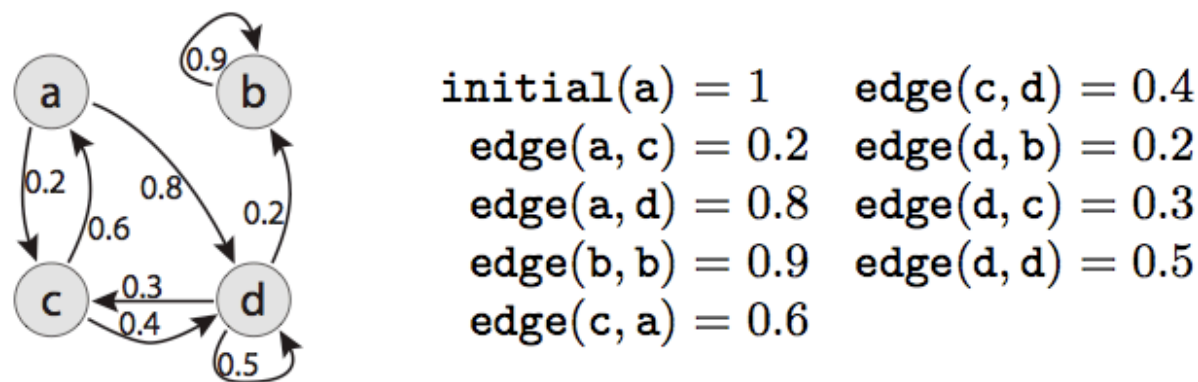 a
b
c
d
0.9
0.2
0.8
0.6
0.2
0.3
0.4
0.5
initial(a) = 1
edge(a, c) = 0.2
edge(a, d) = 0.8
edge(b, b) = 0.9
edge(c, a) = 0.6
edge(c, d) = 0.4
edge(d, b) = 0.2
edge(d, c) = 0.3
edge(d, d) = 0.5